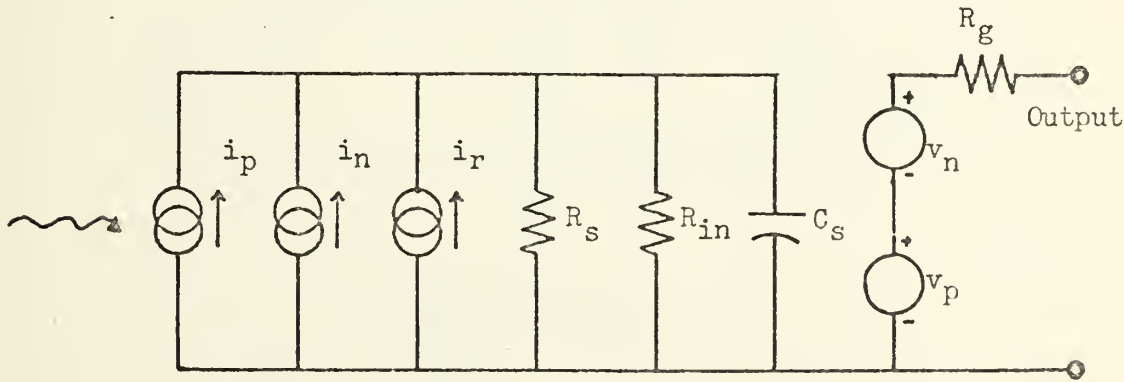 R_g
Output
i_p
i_n
i_r
R_s
R_in
C_s
+
v_n
-
+
v_p
-